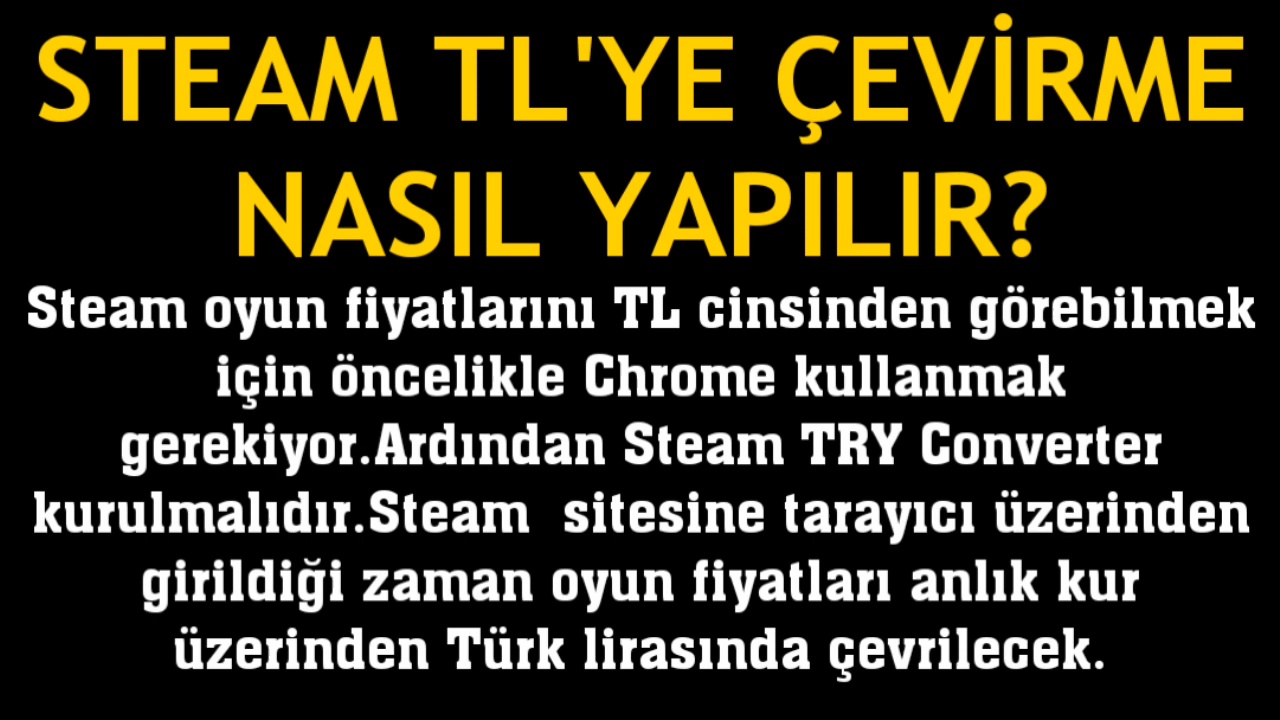 STEAM TL'YE ÇEVİRME
NASIL YAPILIR?
Steam oyun fiyatlarını TL cinsinden görebilmek
için öncelikle Chrome kullanmak
gerekiyor.Ardından Steam TRY Converter
kurulmalıdır.Steam  sitesine tarayıcı üzerinden
girildiği zaman oyun fiyatları anlık kur
üzerinden Türk lirasında çevrilecek.